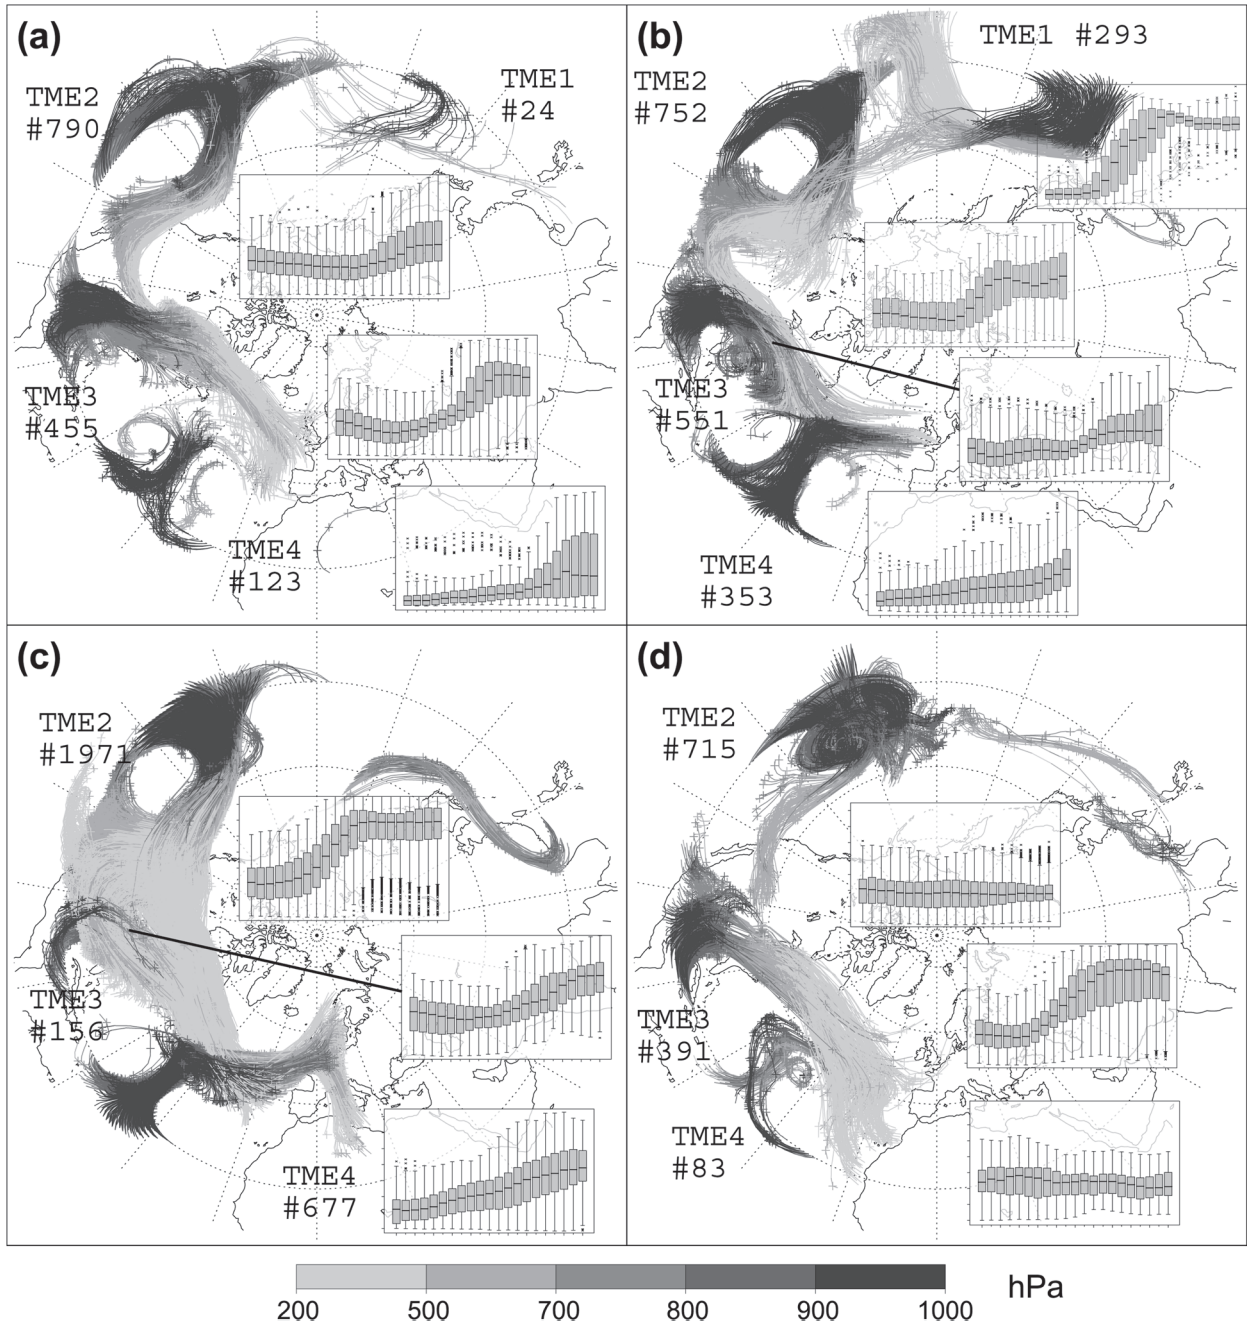 (a)
TME2
#790
TME1
#24
TME3
#455
TME4
#123
(b)
TME1 #293
TME2
#752
TME3
#551
TME4
#353
(c)
TME2
#1971
TME3
#156
TME4
#677
(d)
TME2
#715
TME3
#391
TME4
#83
200 500 700 800 900 1000 hPa